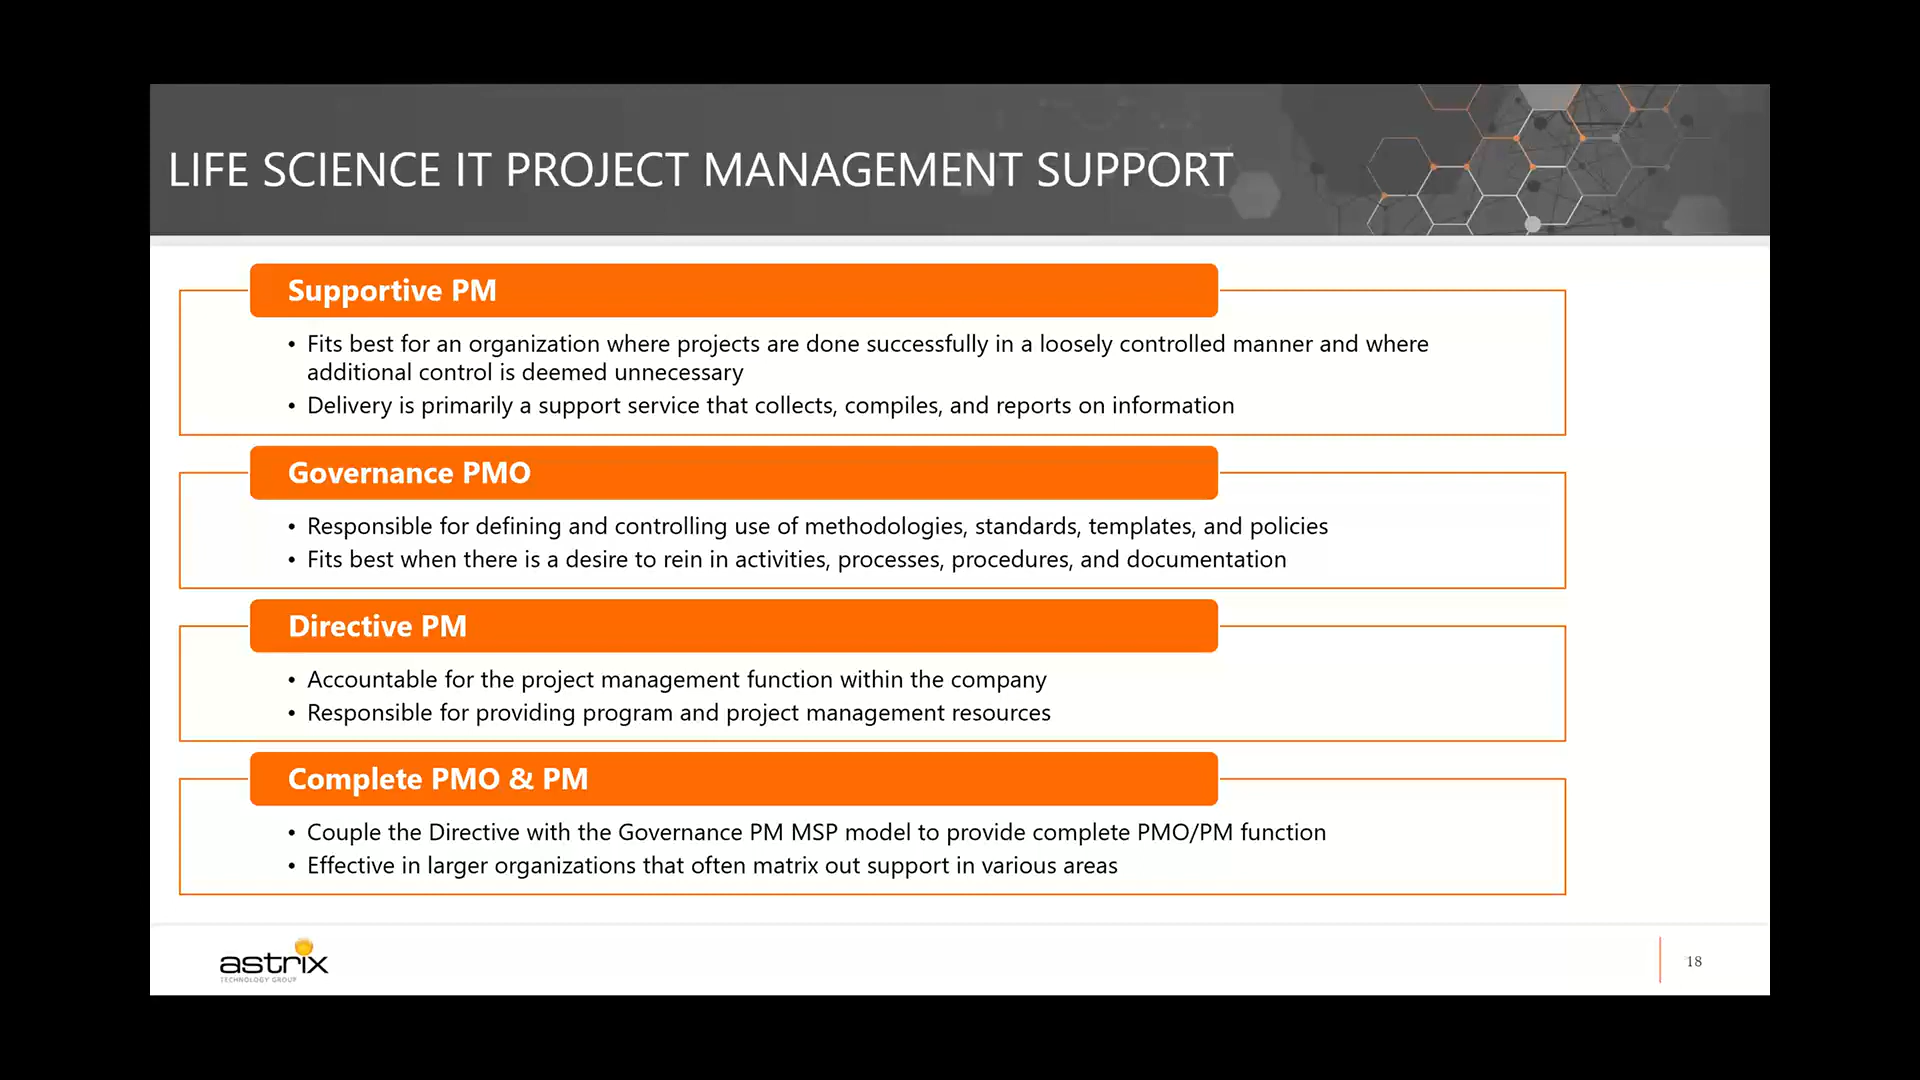 LIFE SCIENCE IT PROJECT MANAGEMENT SUPPORT
Supportive PM
• Fits best for an organization where projects are done successfully in a loosely controlled manner and where
additional control is deemed unnecessary
• Delivery is primarily a support service that collects, compiles, and reports on information
Governance PMO
• Responsible for defining and controlling use of methodologies, standards, templates, and policies
• Fits best when there is a desire to rein in activities, processes, procedures, and documentation
Directive PM
• Accountable for the project management function within the company
• Responsible for providing program and project management resources
Complete PMO & PM
• Couple the Directive with the Governance PM MSP model to provide complete PMO/PM function
• Effective in larger organizations that often matrix out support in various areas
astrix
TECHNOLOGY GROUP
18